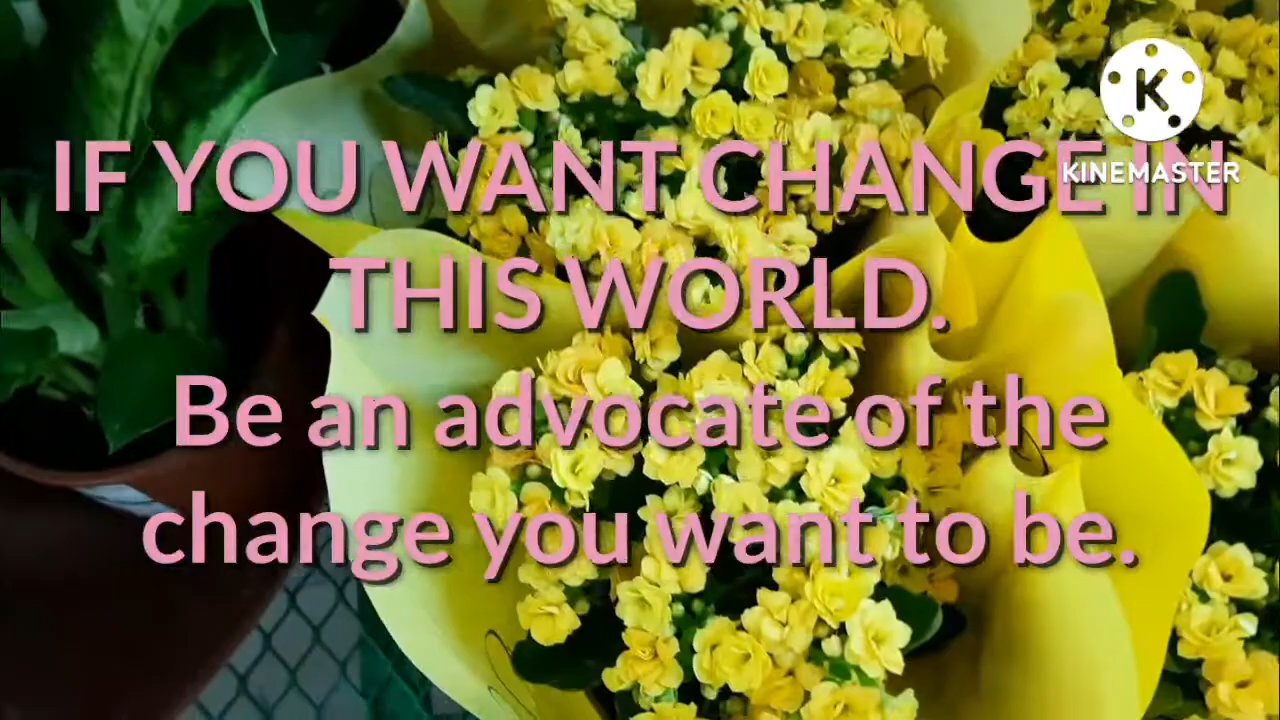 K
KINEMASTER
IF YOU WANT CHANGE IN
THIS WORLD.
Be an advocate of the
change you want to be.